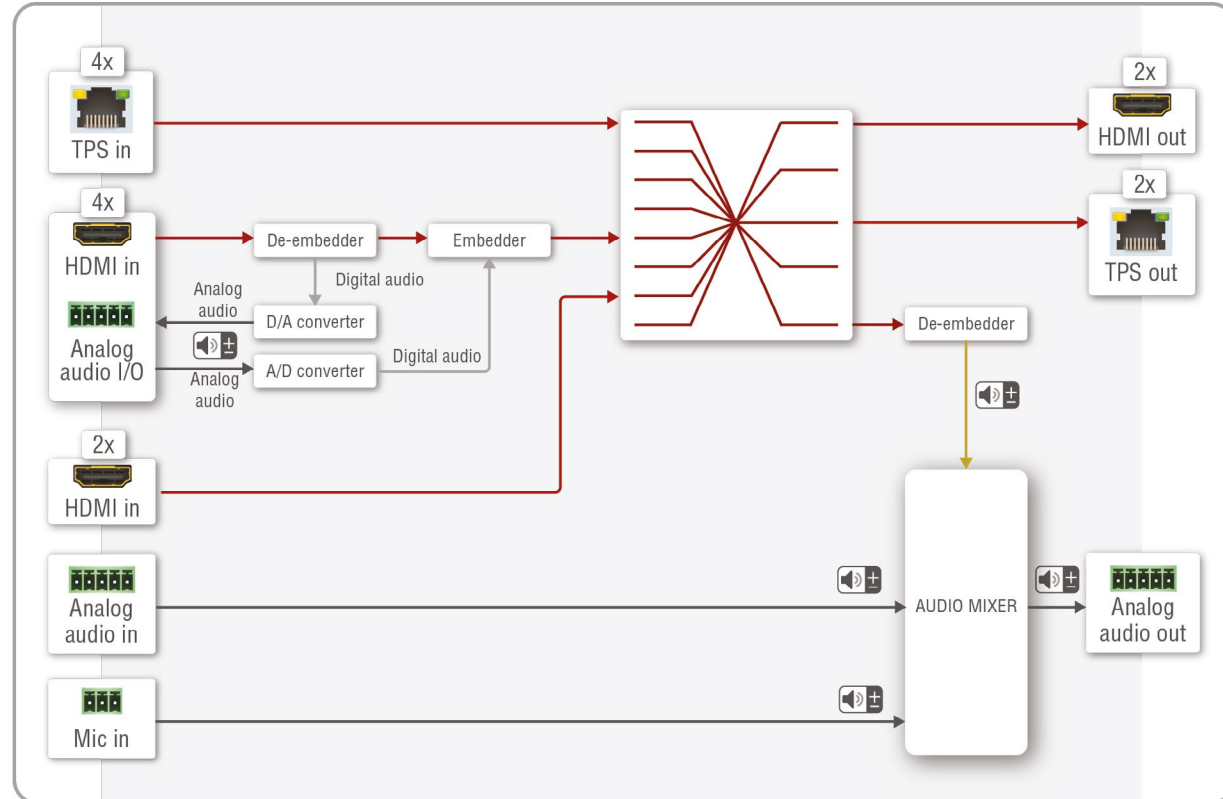 4x
TPS in
4x
HDMI in
Analog
audio I/O
2x
HDMI in
Analog
audio in
Mic in
De-embedder
Embedder
Digital audio
Analog
audio
D/A converter
A/D converter
Analog
audio
Digital audio
2x
HDMI out
2x
TPS out
De-embedder
AUDIO MIXER
Analog
audio out